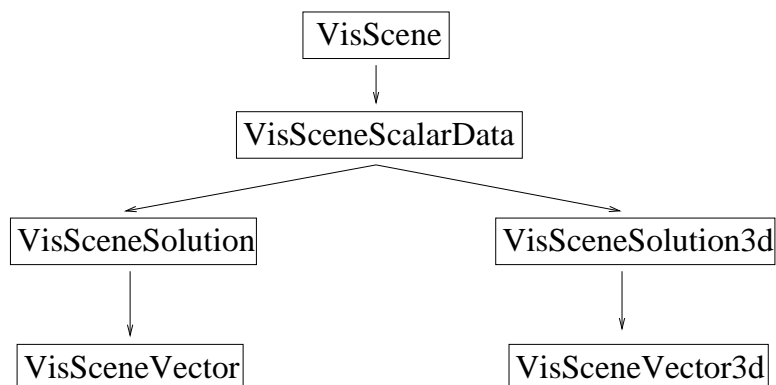 VisScene
VisSceneScalarData
VisSceneSolution
VisSceneSolution3d
VisSceneVector
VisSceneVector3d